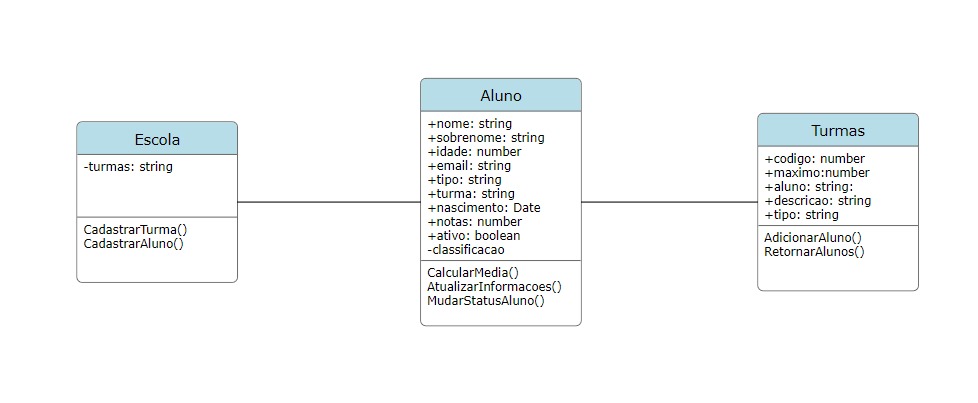 Escola
-turmas: string
CadastrarTurma()
CadastrarAluno()
Aluno
+nome: string
+sobrenome: string
+idade: number
+email: string
+tipo: string
+turma: string
+nascimento: Date
+notas: number
+ativo: boolean
-classificacao
CalcularMedia()
AtualizarInformacoes()
MudarStatusAluno()
Turmas
+codigo: number
+maximo:number
+aluno: string:
+descricao: string
+tipo: string
AdicionarAluno()
RetornarAlunos()